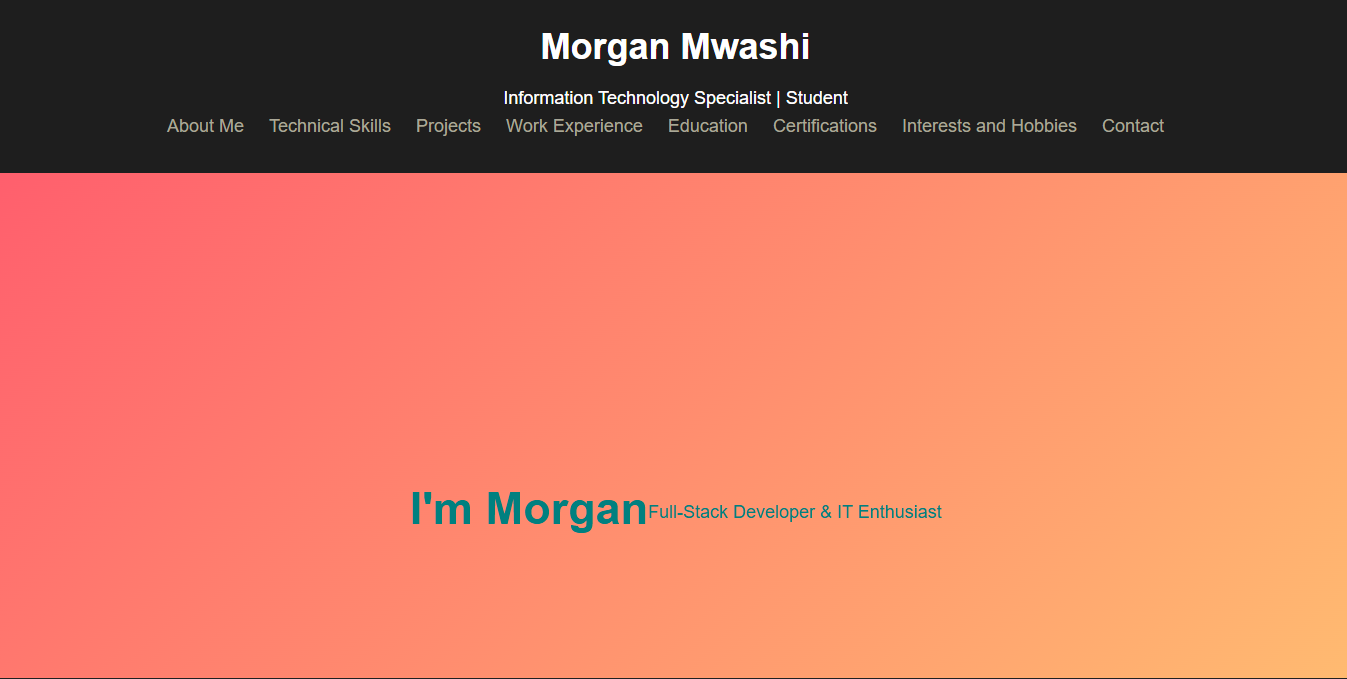 Morgan Mwashi
Information Technology Specialist | Student
About Me Technical Skills Projects Work Experience Education Certifications Interests and Hobbies Contact
I'm Morgan Full-Stack Developer & IT Enthusiast